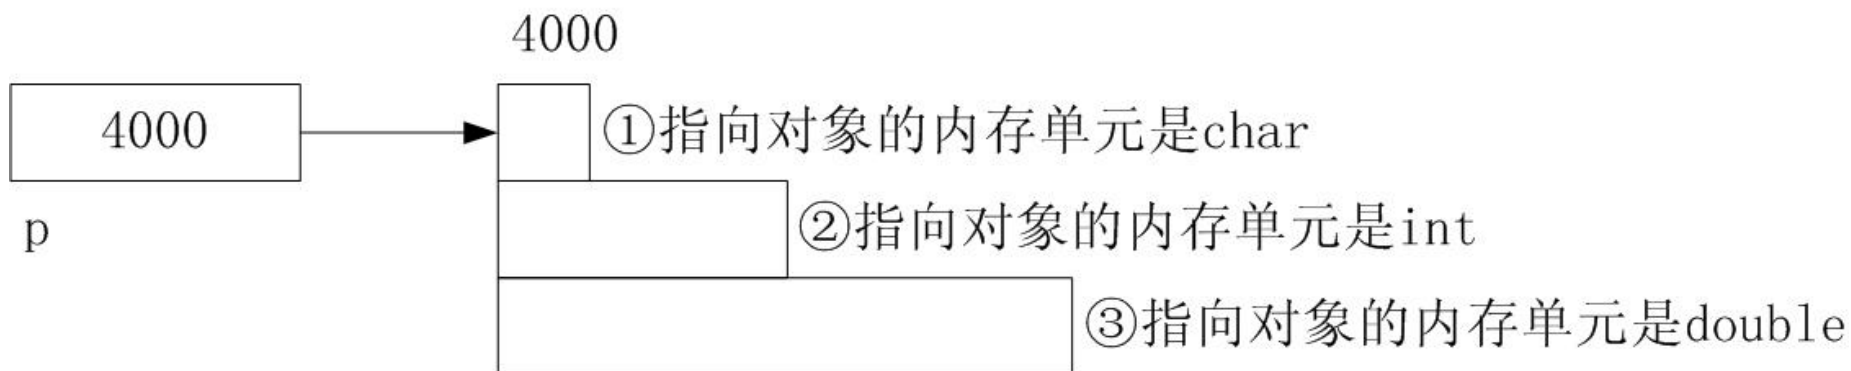 4000
4000
①指向对象的内存单元是char
p
②指向对象的内存单元是int
③指向对象的内存单元是double